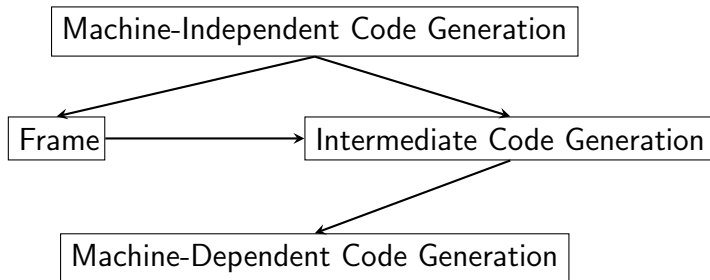 Machine-Independent Code Generation
Frame
Intermediate Code Generation
Machine-Dependent Code Generation